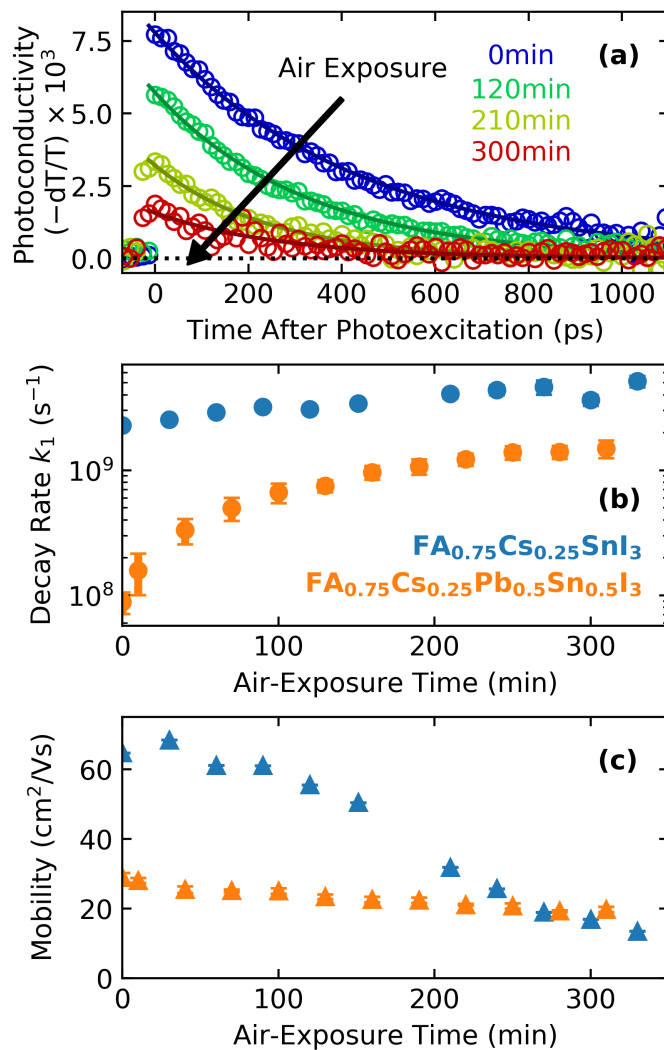 Photoconductivity
(−dT/T) × 10³
7.5
5.0
2.5
0.0
Air Exposure
0min
120min
210min
300min
(a)
0 200 400 600 800 1000
Time After Photoexcitation (ps)
Decay Rate k₁ (s⁻¹)
10⁹
10⁸
(b)
FA₀.₇₅Cs₀.₂₅SnI₃
FA₀.₇₅Cs₀.₂₅Pb₀.₅Sn₀.₅I₃
0 100 200 300
Air-Exposure Time (min)
Mobility (cm²/Vs)
60
40
20
0
(c)
0 100 200 300
Air-Exposure Time (min)